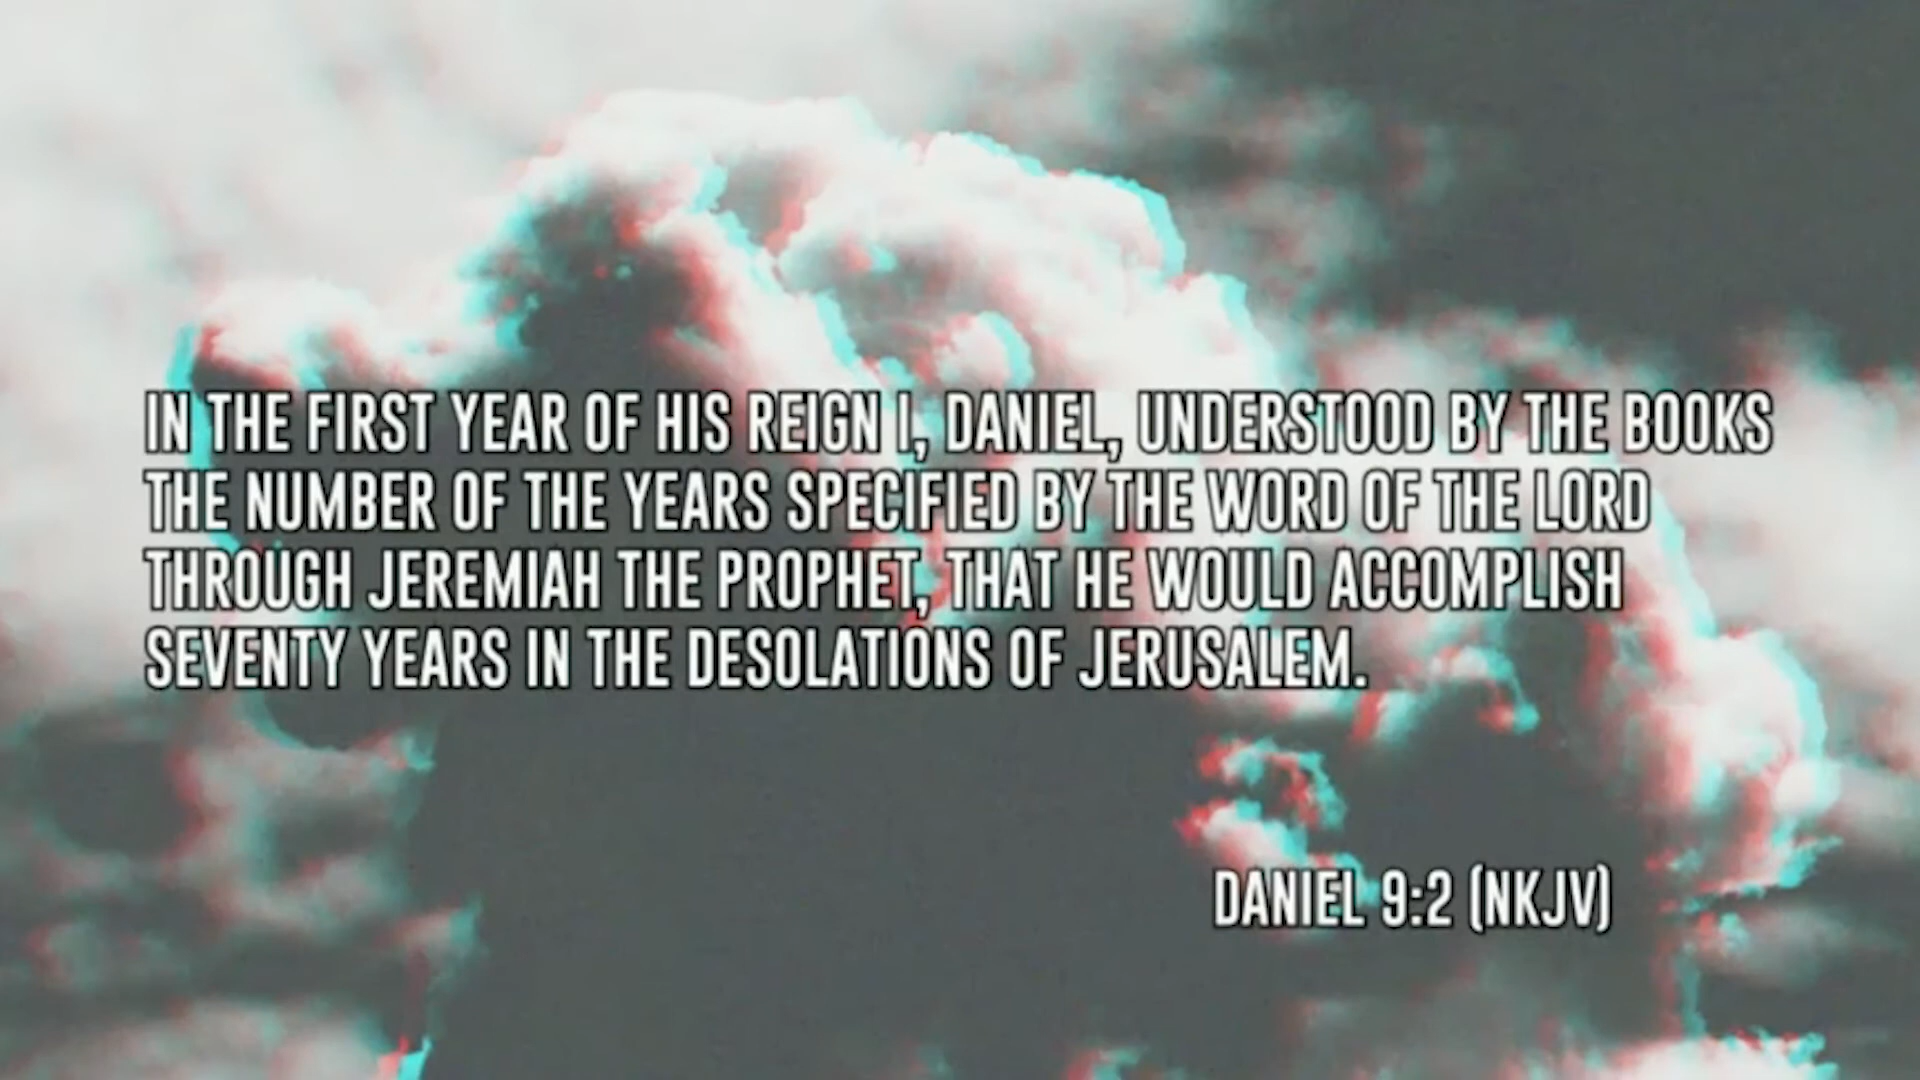 IN THE FIRST YEAR OF HIS REIGN I, DANIEL, UNDERSTOOD BY THE BOOKS
THE NUMBER OF THE YEARS SPECIFIED BY THE WORD OF THE LORD
THROUGH JEREMIAH THE PROPHET, THAT HE WOULD ACCOMPLISH
SEVENTY YEARS IN THE DESOLATIONS OF JERUSALEM.
DANIEL 9:2 (NKJV)